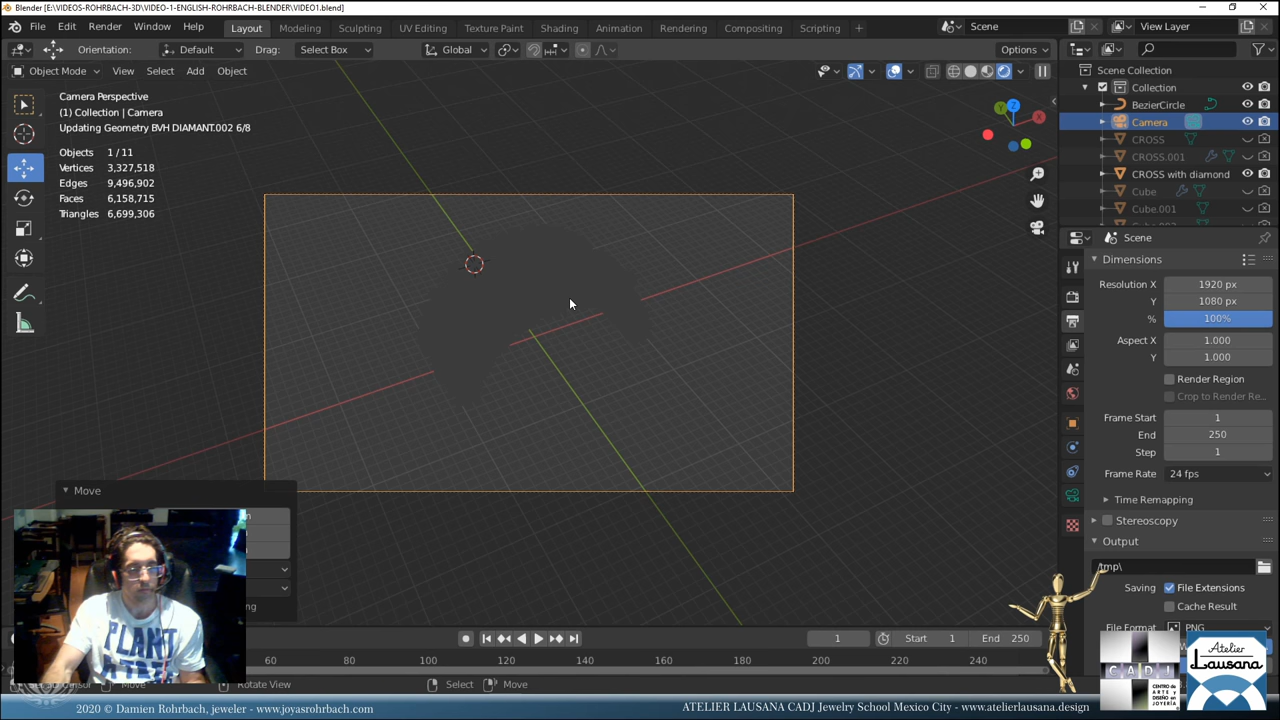 Blender [E:\VIDEOS-ROHRBACH-3D\VIDEO-1-ENGLISH-ROHRBACH-BLENDER\VIDEO1.blend]
File Edit Render Window Help
Layout Modeling Sculpting UV Editing Texture Paint Shading Animation Rendering Compositing Scripting
Scene
View Layer
Orientation: Default Drag: Select Box Global Options
Object Mode View Select Add Object
Camera Perspective
(1) Collection | Camera
Updating Geometry BVH DIAMANT.002 6/8
Objects 1 / 11
Vertices 3,327,518
Edges 9,496,902
Faces 6,158,715
Triangles 6,699,306
Z
Y
X
Scene Collection
Collection
BezierCircle
Camera
CROSS
CROSS.001
CROSS with diamond
Cube
Cube.001
Scene
Dimensions
Resolution X 1920 px
Y 1080 px
% 100%
Aspect X 1.000
Y 1.000
Render Region
Crop to Render Re...
Frame Start 1
End 250
Step 1
Frame Rate 24 fps
Time Remapping
Stereoscopy
Output
/tmp\
Saving File Extensions
Cache Result
File Format PNG
Move
PLANT
1 Start 1 End 250
60 80 100 120 140 160 180 200 220 240
Move Rotate View Select Move
CADJ
CENTRO DE
ARTE Y
DISEÑO EN
JOYERÍA
Atelier
Lausana
2020 © Damien Rohrbach, jeweler - www.joyasrohrbach.com
ATELIER LAUSANA CADJ Jewelry School Mexico City - www.atelierlausana.design